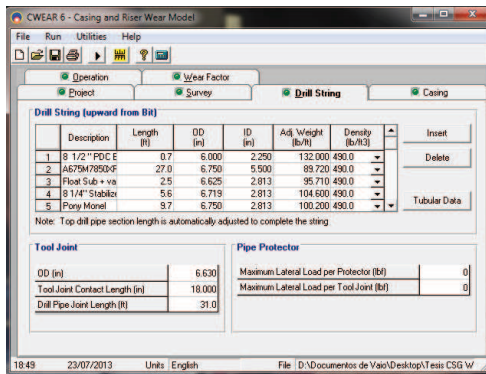 CWEAR 6 - Casing and Riser Wear Model
File Run Utilities Help
Operation Wear Factor
Project Survey Drill String Casing
Drill String (upward from Bit)
Description Length (ft) OD (in) ID (in) Adj. Weight (lb/ft) Density (lb/ft3)
1 8 1/2 " PDC E 0.7 6.000 2.250 132.000 490.0
2 A675M7850XF 27.0 6.750 5.500 89.720 490.0
3 Float Sub + va 2.5 6.625 2.813 95.710 490.0
4 8 1/4" Stabilize 5.6 6.719 2.813 104.600 490.0
5 Pony Monel 9.7 6.750 2.813 100.200 490.0
Insert
Delete
Tubular Data
Note: Top drill pipe section length is automatically adjusted to complete the string.
Tool Joint
OD (in) 6.630
Tool Joint Contact Length (in) 18.000
Drill Pipe Joint Length (ft) 31.0
Pipe Protector
Maximum Lateral Load per Protector (lbf) 0
Maximum Lateral Load per Tool Joint (lbf) 0
18:49 23/07/2013 Units English File D:\Documentos de Vaio\Desktop\Tesis CSG W